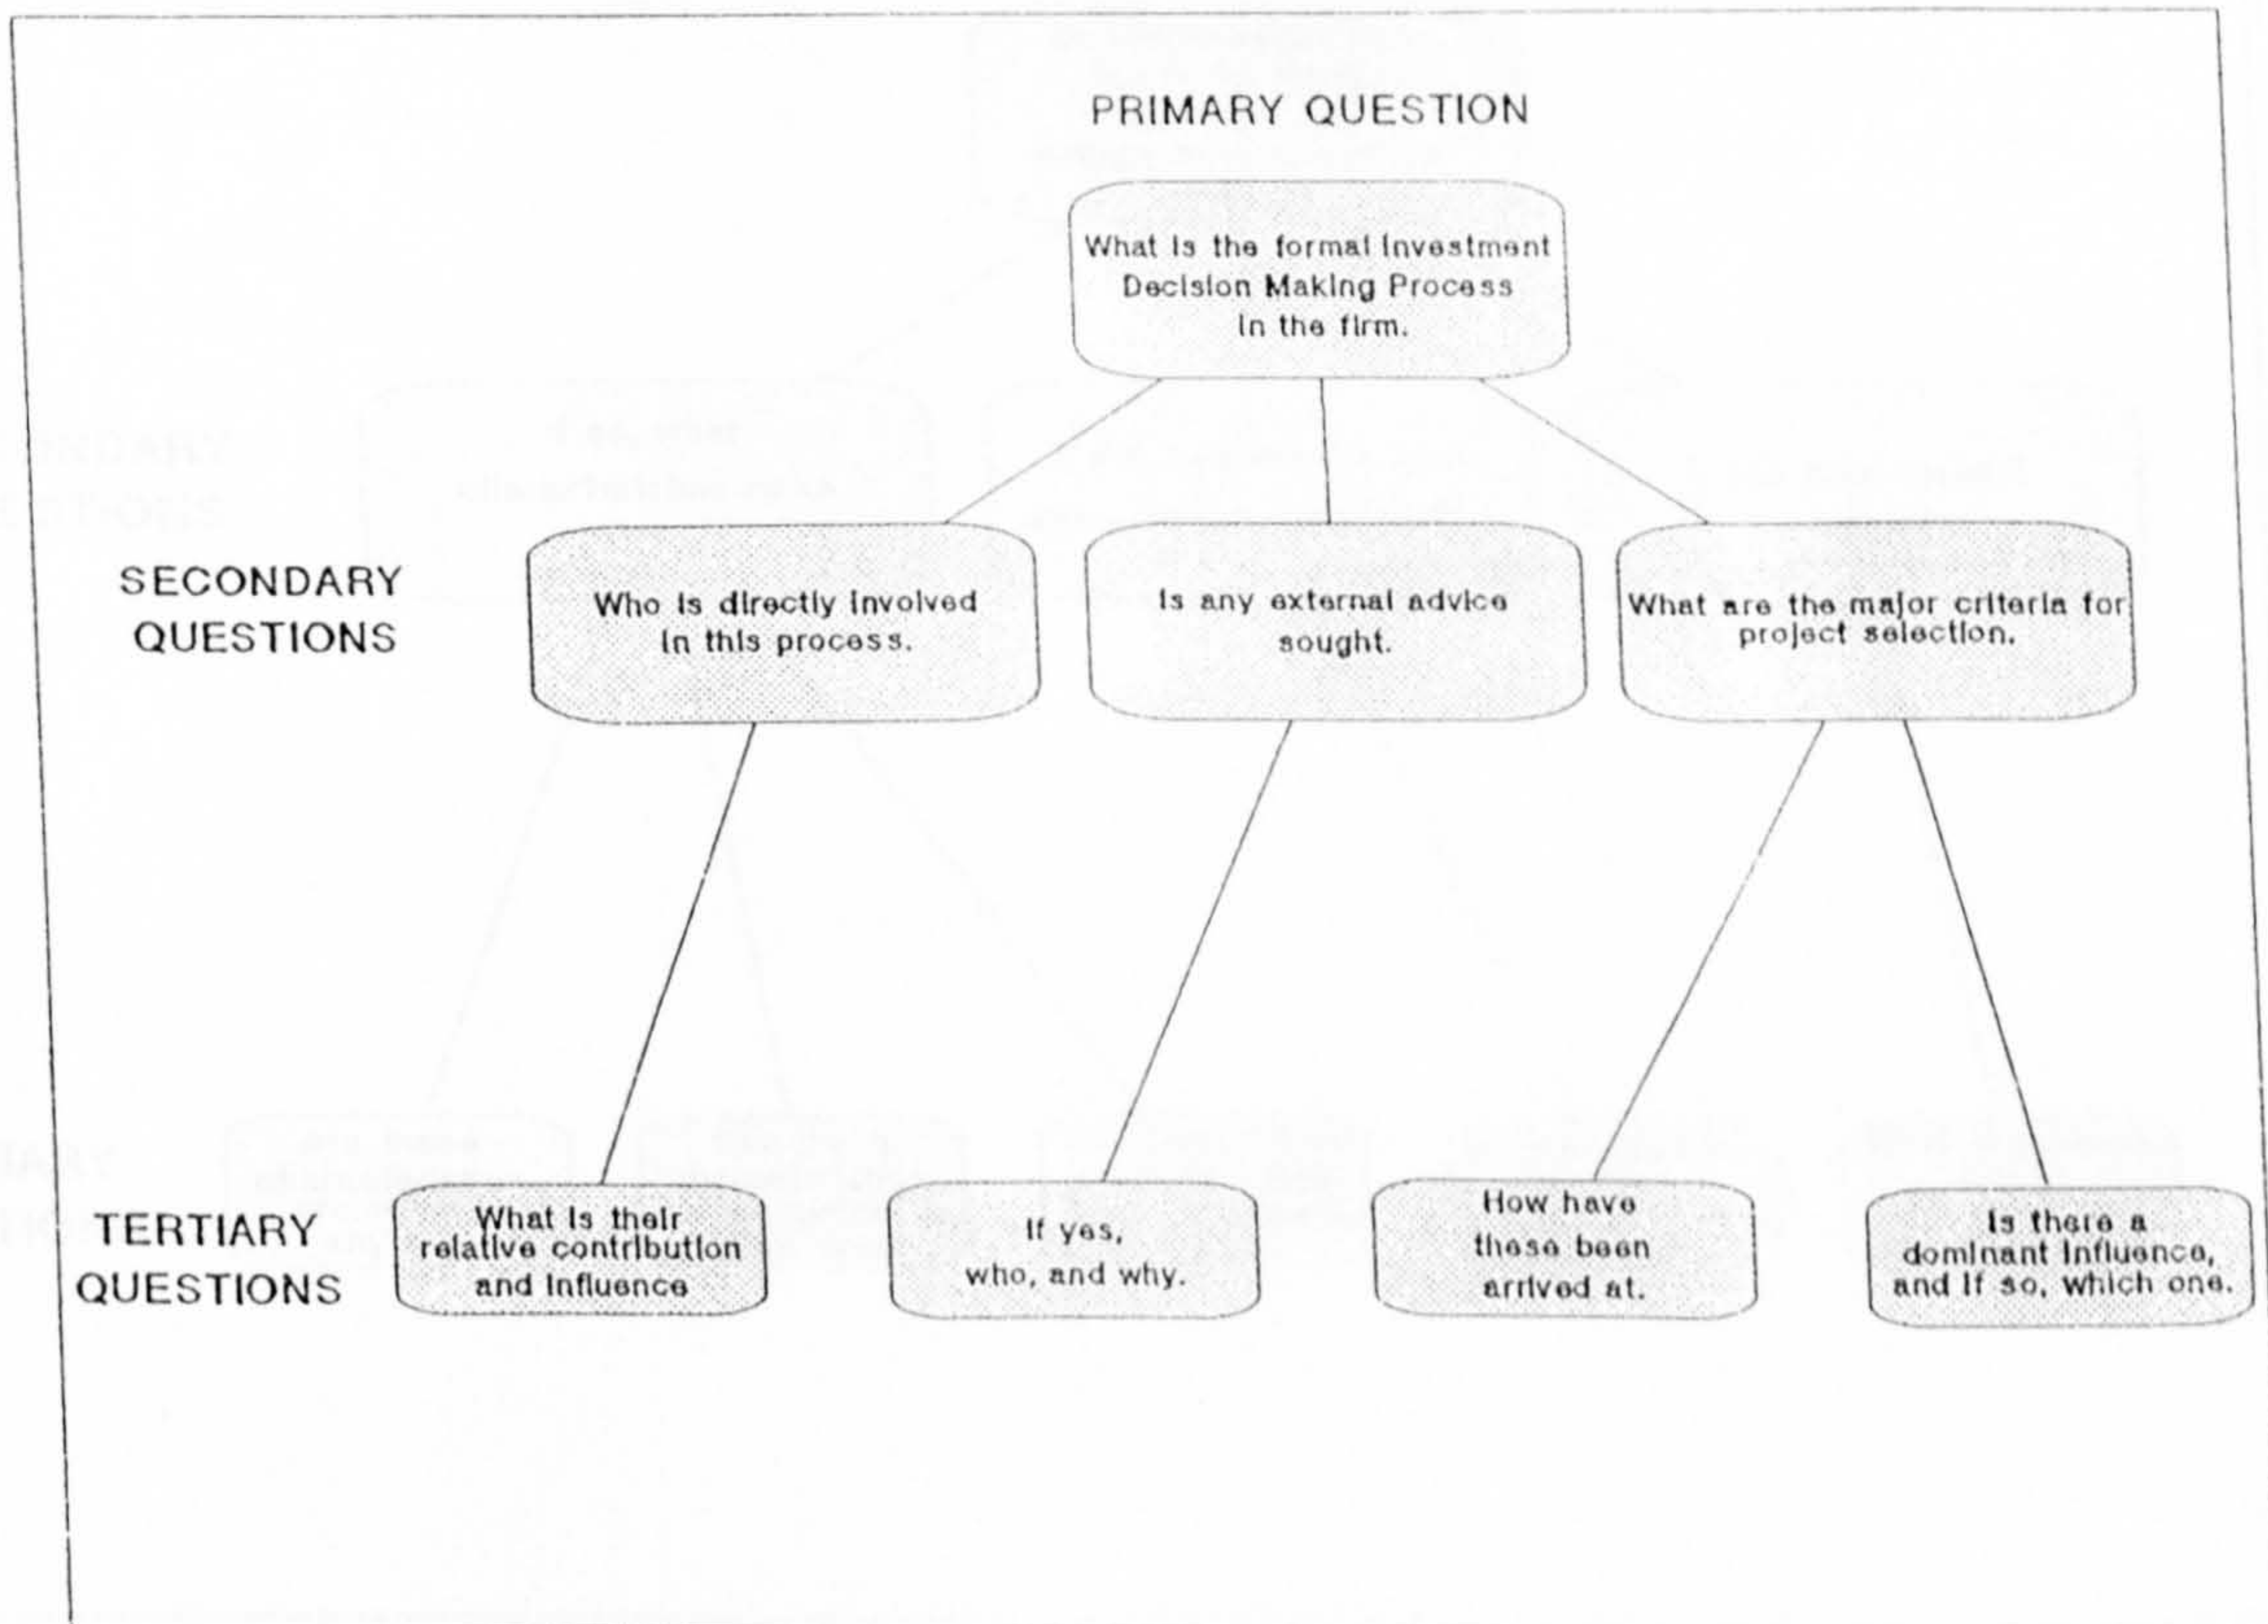 PRIMARY QUESTION
What is the formal investment
Decision Making Process
in the firm.
SECONDARY
QUESTIONS
Who is directly involved
in this process.
Is any external advice
sought.
What are the major criteria for
project selection.
TERTIARY
QUESTIONS
What is their
relative contribution
and influence
If yes,
who, and why.
How have
these been
arrived at.
Is there a
dominant influence,
and if so, which one.